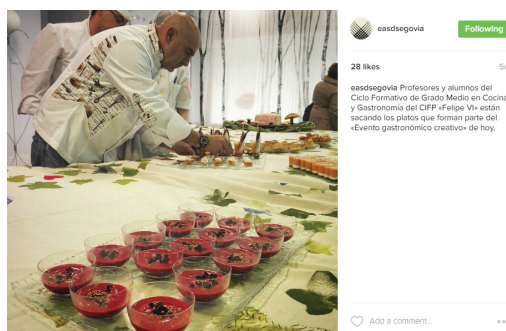 easdsegovia
Following
28 likes
easdsegovia Profesores y alumnos del
Ciclo Formativo de Grado Medio en Cocina
y Gastronomía del CIFP «Felipe VI» están
sacando los platos que forman parte del
«Evento gastronómico creativo» de hoy.
Add a comment...